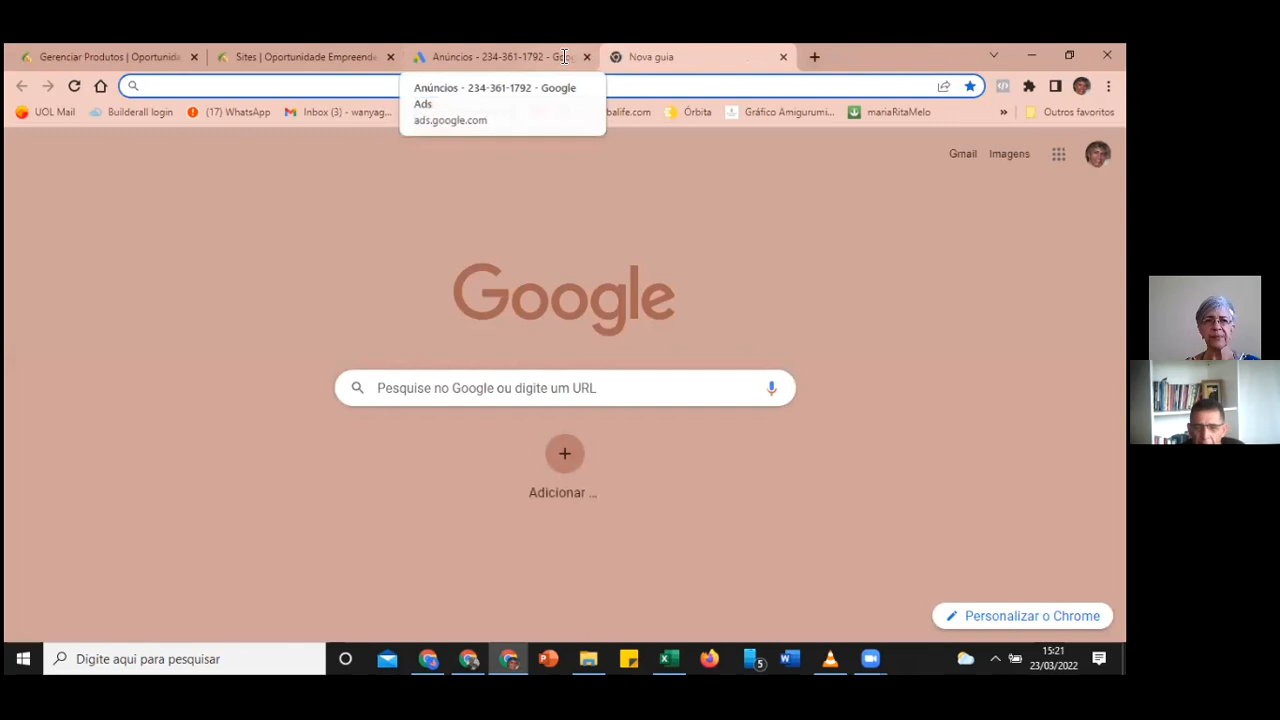 Gerenciar Produtos | Oportunida
Sites | Oportunidade Empreende
Anúncios - 234-361-1792 - Goo
Nova guia
Anúncios - 234-361-1792 - Google
Ads
ads.google.com
UOL Mail
Builderall login
(17) WhatsApp
Inbox (3) - wanyag...
balife.com
Órbita
Gráfico Amigurumi...
mariaRitaMelo
»
Outros favoritos
Gmail
Imagens
Google
Pesquise no Google ou digite um URL
Adicionar ...
Personalizar o Chrome
Digite aqui para pesquisar
5
15:21
23/03/2022